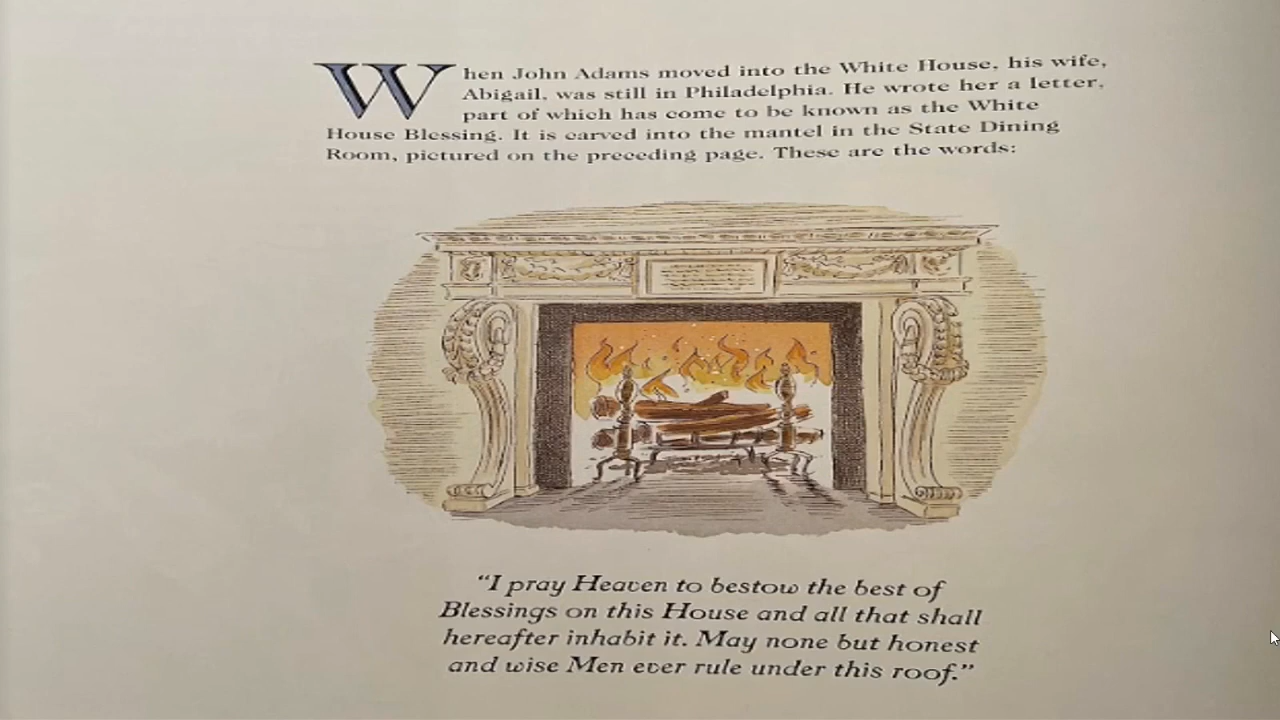 When John Adams moved into the White House, his wife,
Abigail, was still in Philadelphia. He wrote her a letter,
part of which has come to be known as the White
House Blessing. It is carved into the mantel in the State Dining
Room, pictured on the preceding page. These are the words:
“I pray Heaven to bestow the best of
Blessings on this House and all that shall
hereafter inhabit it. May none but honest
and wise Men ever rule under this roof.”